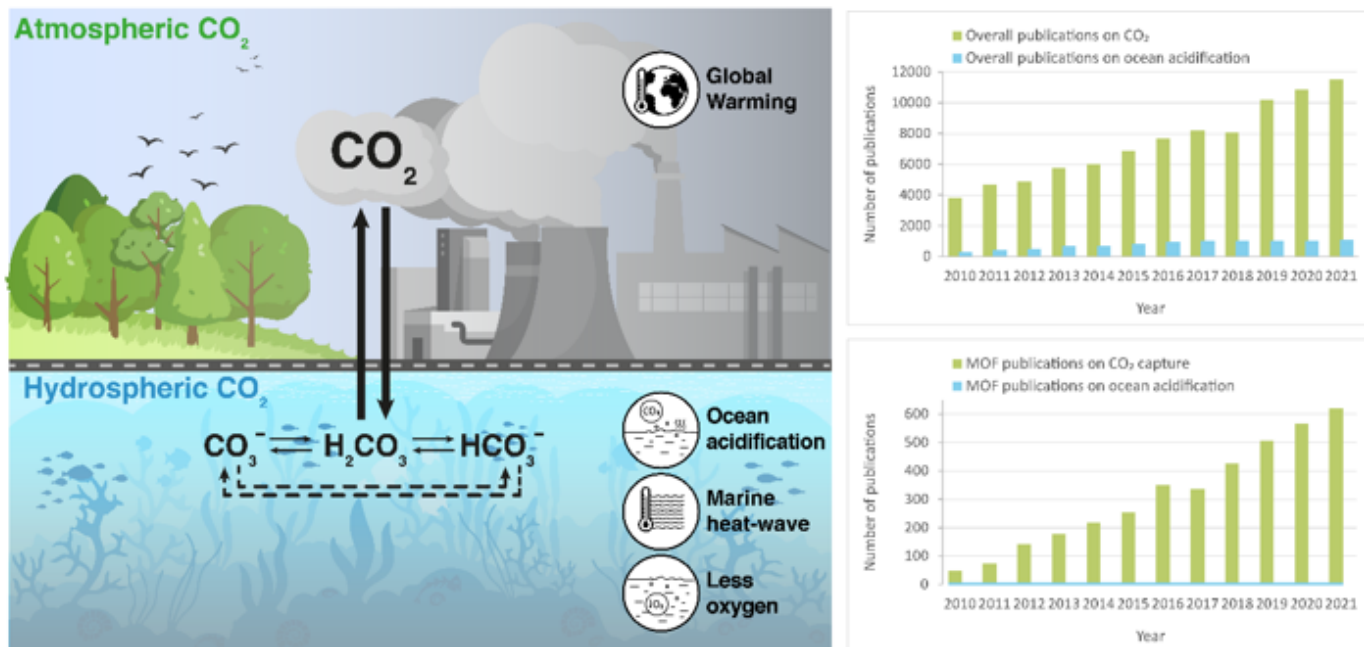 Atmospheric CO₂
Global
Warming
CO₂
Hydrospheric CO₂
CO₃⁻ H₂CO₃ HCO₃⁻
Ocean
acidification
CO₂
Marine
heat-wave
Less
oxygen
Overall publications on CO₂
Overall publications on ocean acidification
Number of publications
12000
10000
8000
6000
4000
2000
0
2010 2011 2012 2013 2014 2015 2016 2017 2018 2019 2020 2021
Year
MOF publications on CO₂ capture
MOF publications on ocean acidification
Number of publications
600
500
400
300
200
100
0
2010 2011 2012 2013 2014 2015 2016 2017 2018 2019 2020 2021
Year